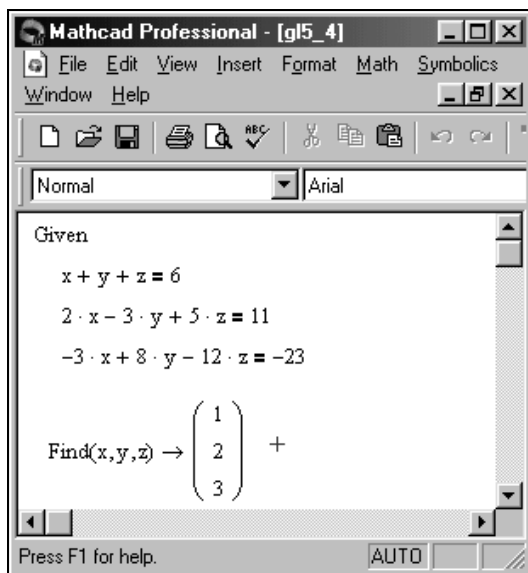 Mathcad Professional - [gl5_4]
File Edit View Insert Format Math Symbolics
Window Help
ABC
Normal Arial
Given
x + y + z = 6
2 · x − 3 · y + 5 · z = 11
−3 · x + 8 · y − 12 · z = −23
Find(x,y,z) → ( 1 2 3 )
Press F1 for help. AUTO